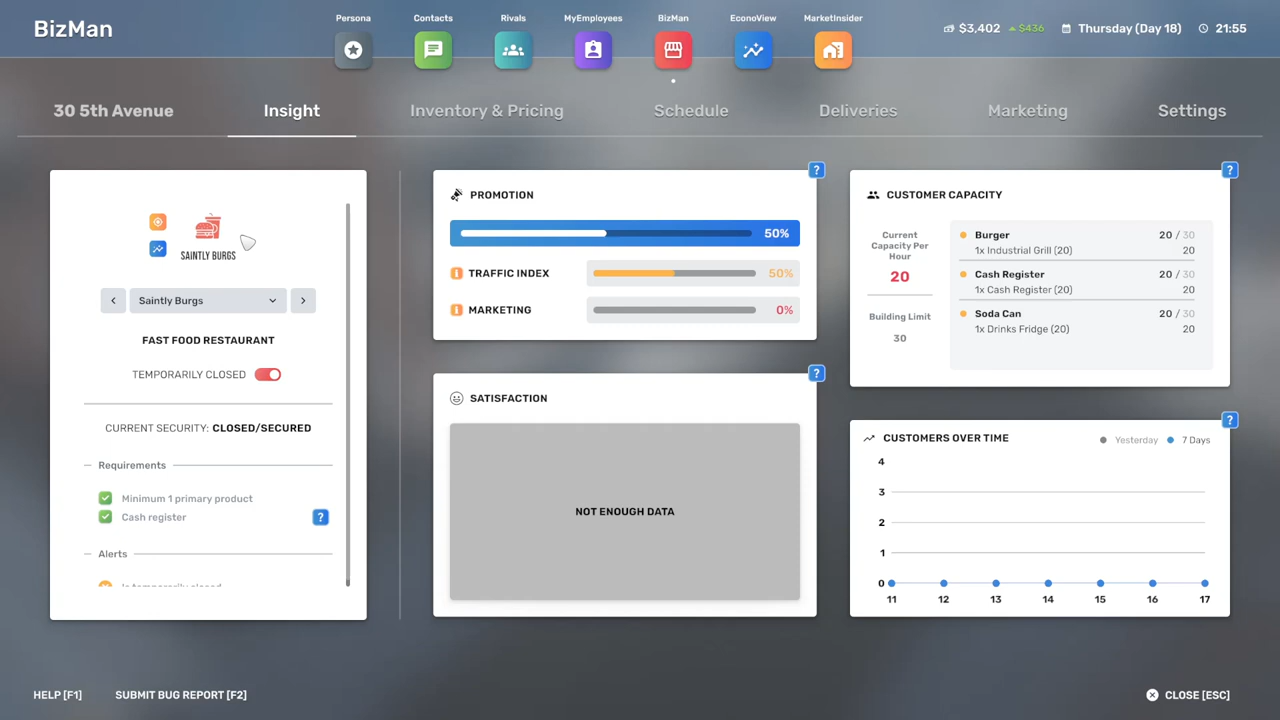 BizMan
Persona
Contacts
Rivals
MyEmployees
BizMan
EconoView
MarketInsider
$3,402
$436
Thursday (Day 18)
21:55
30 5th Avenue
Insight
Inventory & Pricing
Schedule
Deliveries
Marketing
Settings
SAINTLY BURGS
Saintly Burgs
FAST FOOD RESTAURANT
TEMPORARILY CLOSED
CURRENT SECURITY: CLOSED/SECURED
Requirements
Minimum 1 primary product
Cash register
?
Alerts
Is temporarily closed
PROMOTION
?
50%
TRAFFIC INDEX
50%
MARKETING
0%
SATISFACTION
?
NOT ENOUGH DATA
CUSTOMER CAPACITY
?
Current
Capacity Per
Hour
20
Building Limit
30
Burger
20 / 30
1x Industrial Grill (20)
20
Cash Register
20 / 30
1x Cash Register (20)
20
Soda Can
20 / 30
1x Drinks Fridge (20)
20
CUSTOMERS OVER TIME
?
Yesterday
7 Days
4
3
2
1
0
11 12 13 14 15 16 17
HELP [F1]
SUBMIT BUG REPORT [F2]
CLOSE [ESC]